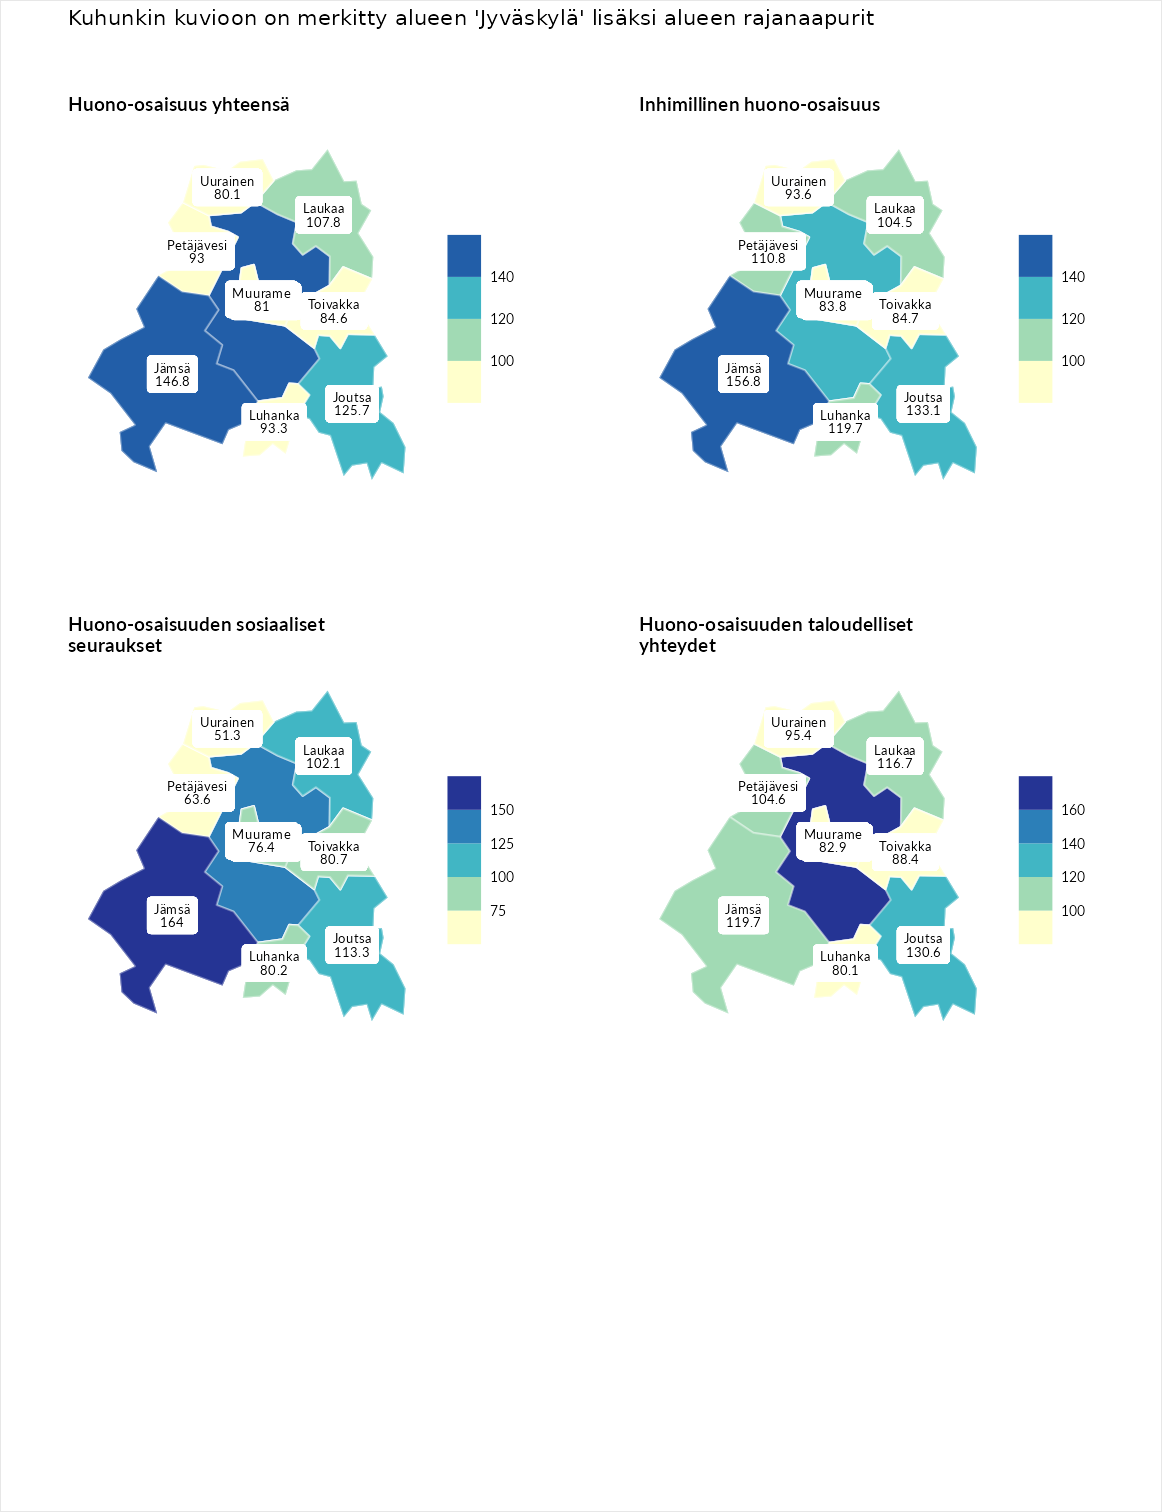 Kuhunkin kuvioon on merkitty alueen 'Jyväskylä' lisäksi alueen rajanaapurit
Huono-osaisuus yhteensä
Uurainen
80.1
Laukaa
107.8
Petäjävesi
93
Muurame
81
Toivakka
84.6
Jämsä
146.8
Joutsa
125.7
Luhanka
93.3
140
120
100
Inhimillinen huono-osaisuus
Uurainen
93.6
Laukaa
104.5
Petäjävesi
110.8
Muurame
83.8
Toivakka
84.7
Jämsä
156.8
Joutsa
133.1
Luhanka
119.7
140
120
100
Huono-osaisuuden sosiaaliset
seuraukset
Uurainen
51.3
Laukaa
102.1
Petäjävesi
63.6
Muurame
76.4
Toivakka
80.7
Jämsä
164
Joutsa
113.3
Luhanka
80.2
150
125
100
75
Huono-osaisuuden taloudelliset
yhteydet
Uurainen
95.4
Laukaa
116.7
Petäjävesi
104.6
Muurame
82.9
Toivakka
88.4
Jämsä
119.7
Joutsa
130.6
Luhanka
80.1
160
140
120
100